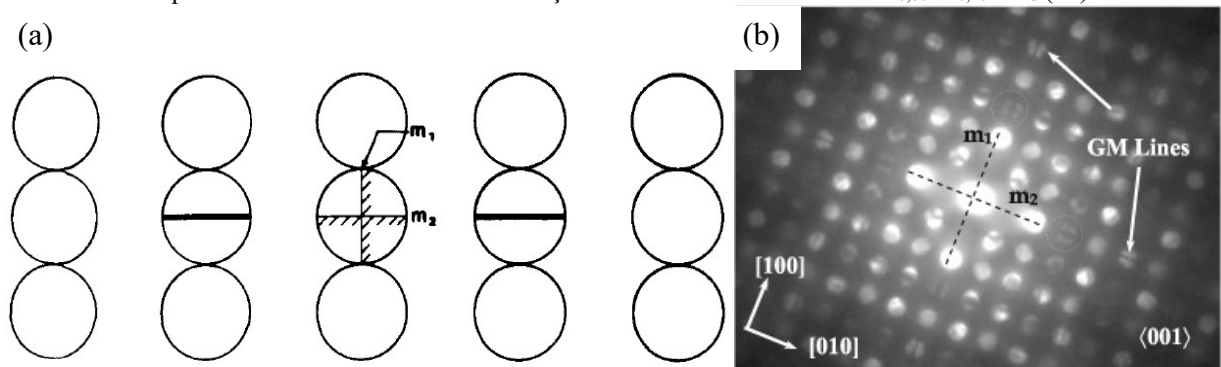 (a)
(b)
m₁
m₂
m₁
m₂
GM Lines
[100]
[010]
⟨001⟩